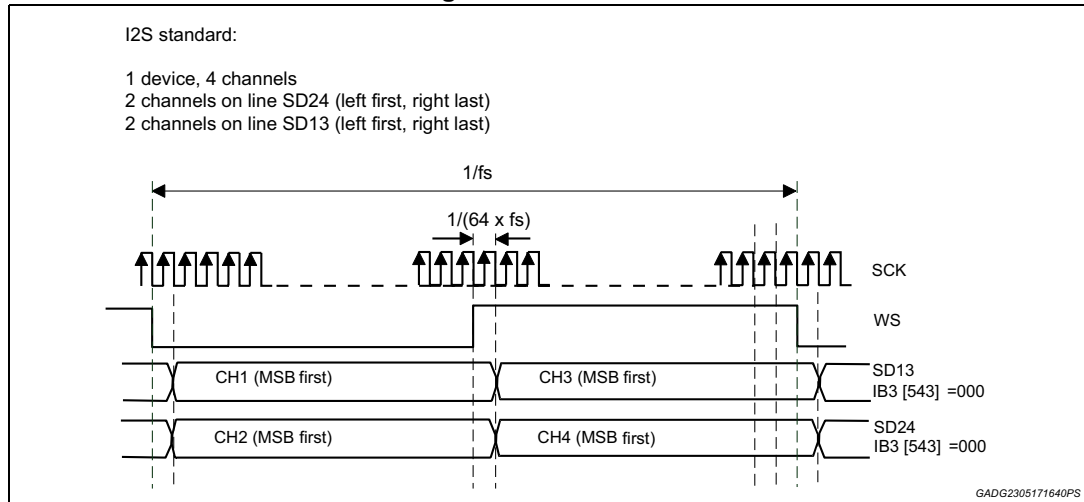 I2S standard:
1 device, 4 channels
2 channels on line SD24 (left first, right last)
2 channels on line SD13 (left first, right last)
1/fs
1/(64 x fs)
SCK
WS
CH1 (MSB first)
CH3 (MSB first)
SD13
IB3 [543] =000
CH2 (MSB first)
CH4 (MSB first)
SD24
IB3 [543] =000
GADG2305171640PS